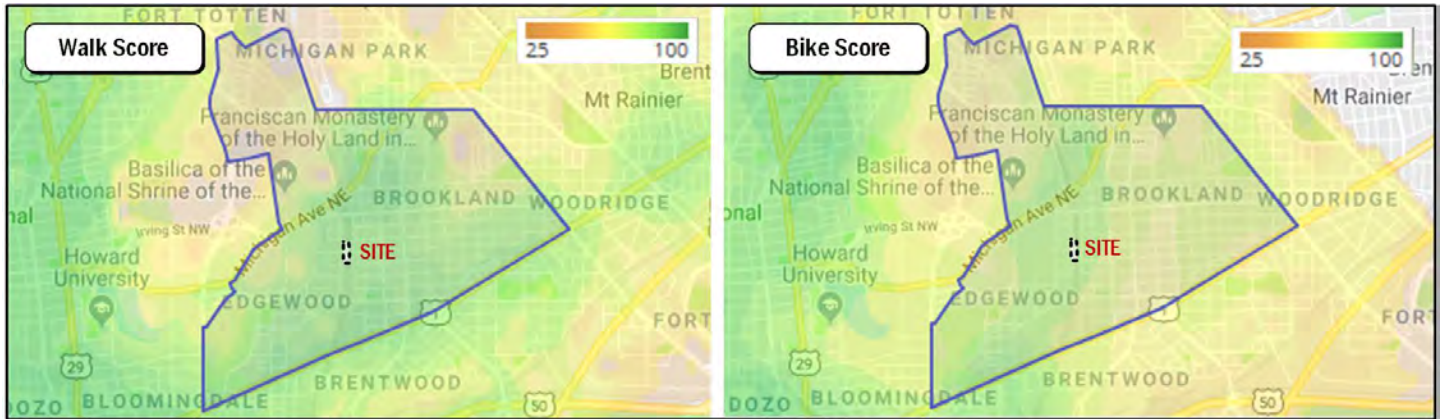 FORT TOTTEN
Walk Score
MICHIGAN PARK
25 100
Brent
Mt Rainier
Franciscan Monastery
of the Holy Land in...
Basilica of the
National Shrine of the...
BROOKLAND
WOODRIDGE
nal
Irving St NW
Michigan Ave NE
SITE
Howard
University
EDGEWOOD
1
FORT
29
BRENTWOOD
BLOOMINGDALE
DOZO
50
FORT TOTTEN
Bike Score
MICHIGAN PARK
25 100
Bren
Mt Rainier
Franciscan Monastery
of the Holy Land in...
Basilica of the
National Shrine of the...
BROOKLAND
WOODRIDGE
onal
Irving St NW
Michigan Ave NE
SITE
Howard
University
EDGEWOOD
1
FORT
29
BRENTWOOD
BLOOMINGDALE
DOZO
50